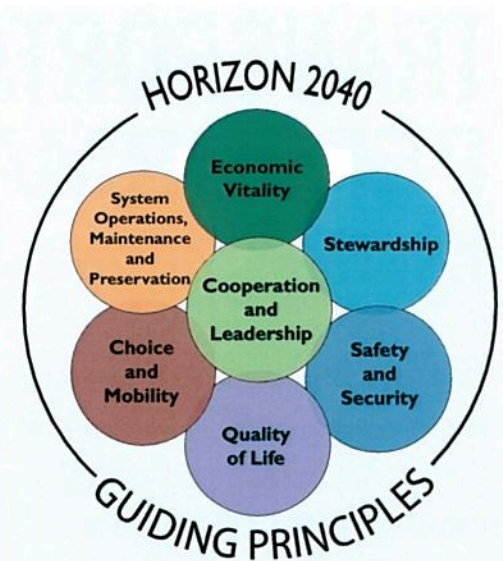 HORIZON 2040
Economic
Vitality
System
Operations,
Maintenance
and
Preservation
Stewardship
Cooperation
and
Leadership
Choice
and
Mobility
Safety
and
Security
Quality
of Life
GUIDING PRINCIPLES